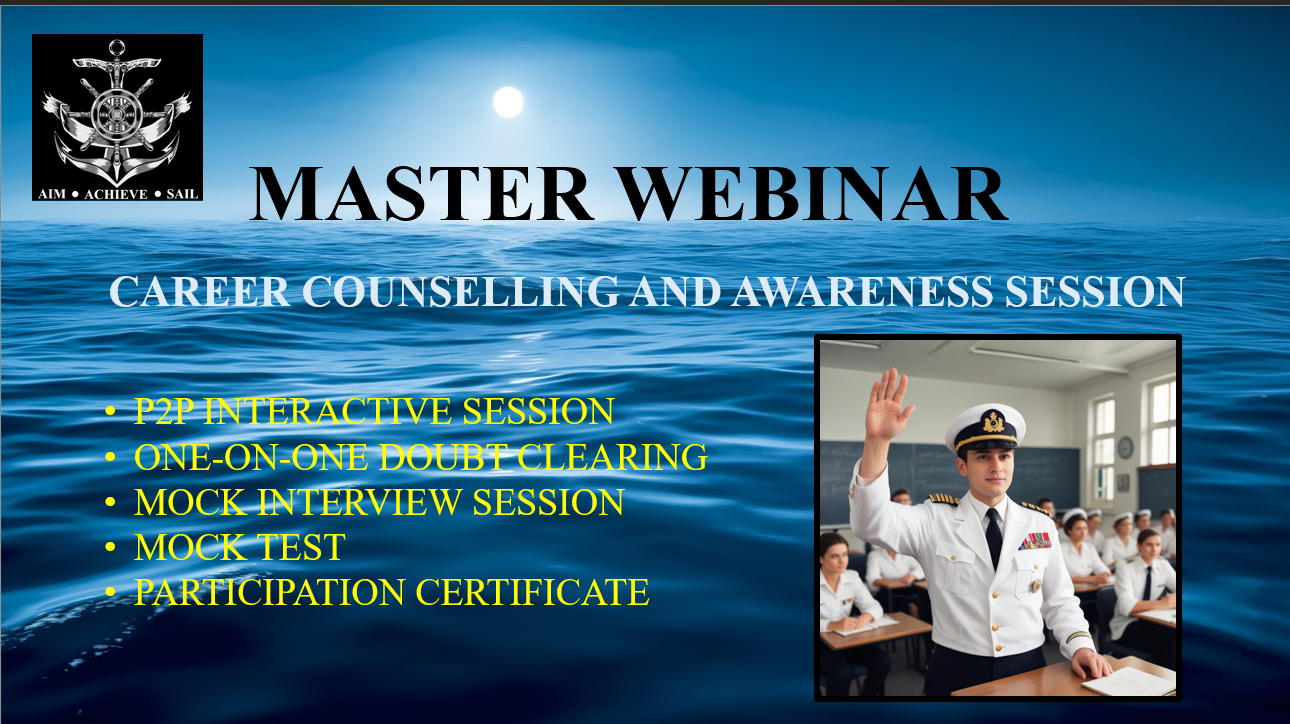 AIM • ACHIEVE • SAIL
MASTER WEBINAR
CAREER COUNSELLING AND AWARENESS SESSION
• P2P INTERACTIVE SESSION
• ONE-ON-ONE DOUBT CLEARING
• MOCK INTERVIEW SESSION
• MOCK TEST
• PARTICIPATION CERTIFICATE